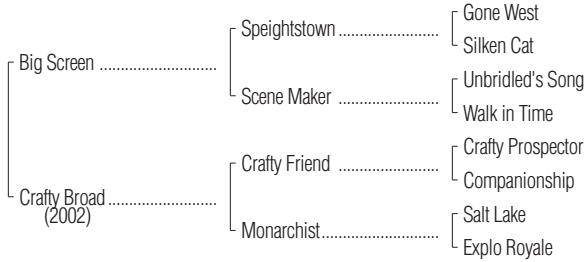 Gone West
Speightstown ......................
Silken Cat
Big Screen ..........................
Unbridled's Song
Scene Maker ......................
Walk in Time
Crafty Prospector
Crafty Friend ......................
Companionship
Crafty Broad ........................
(2002)
Salt Lake
Monarchist..........................
Explo Royale